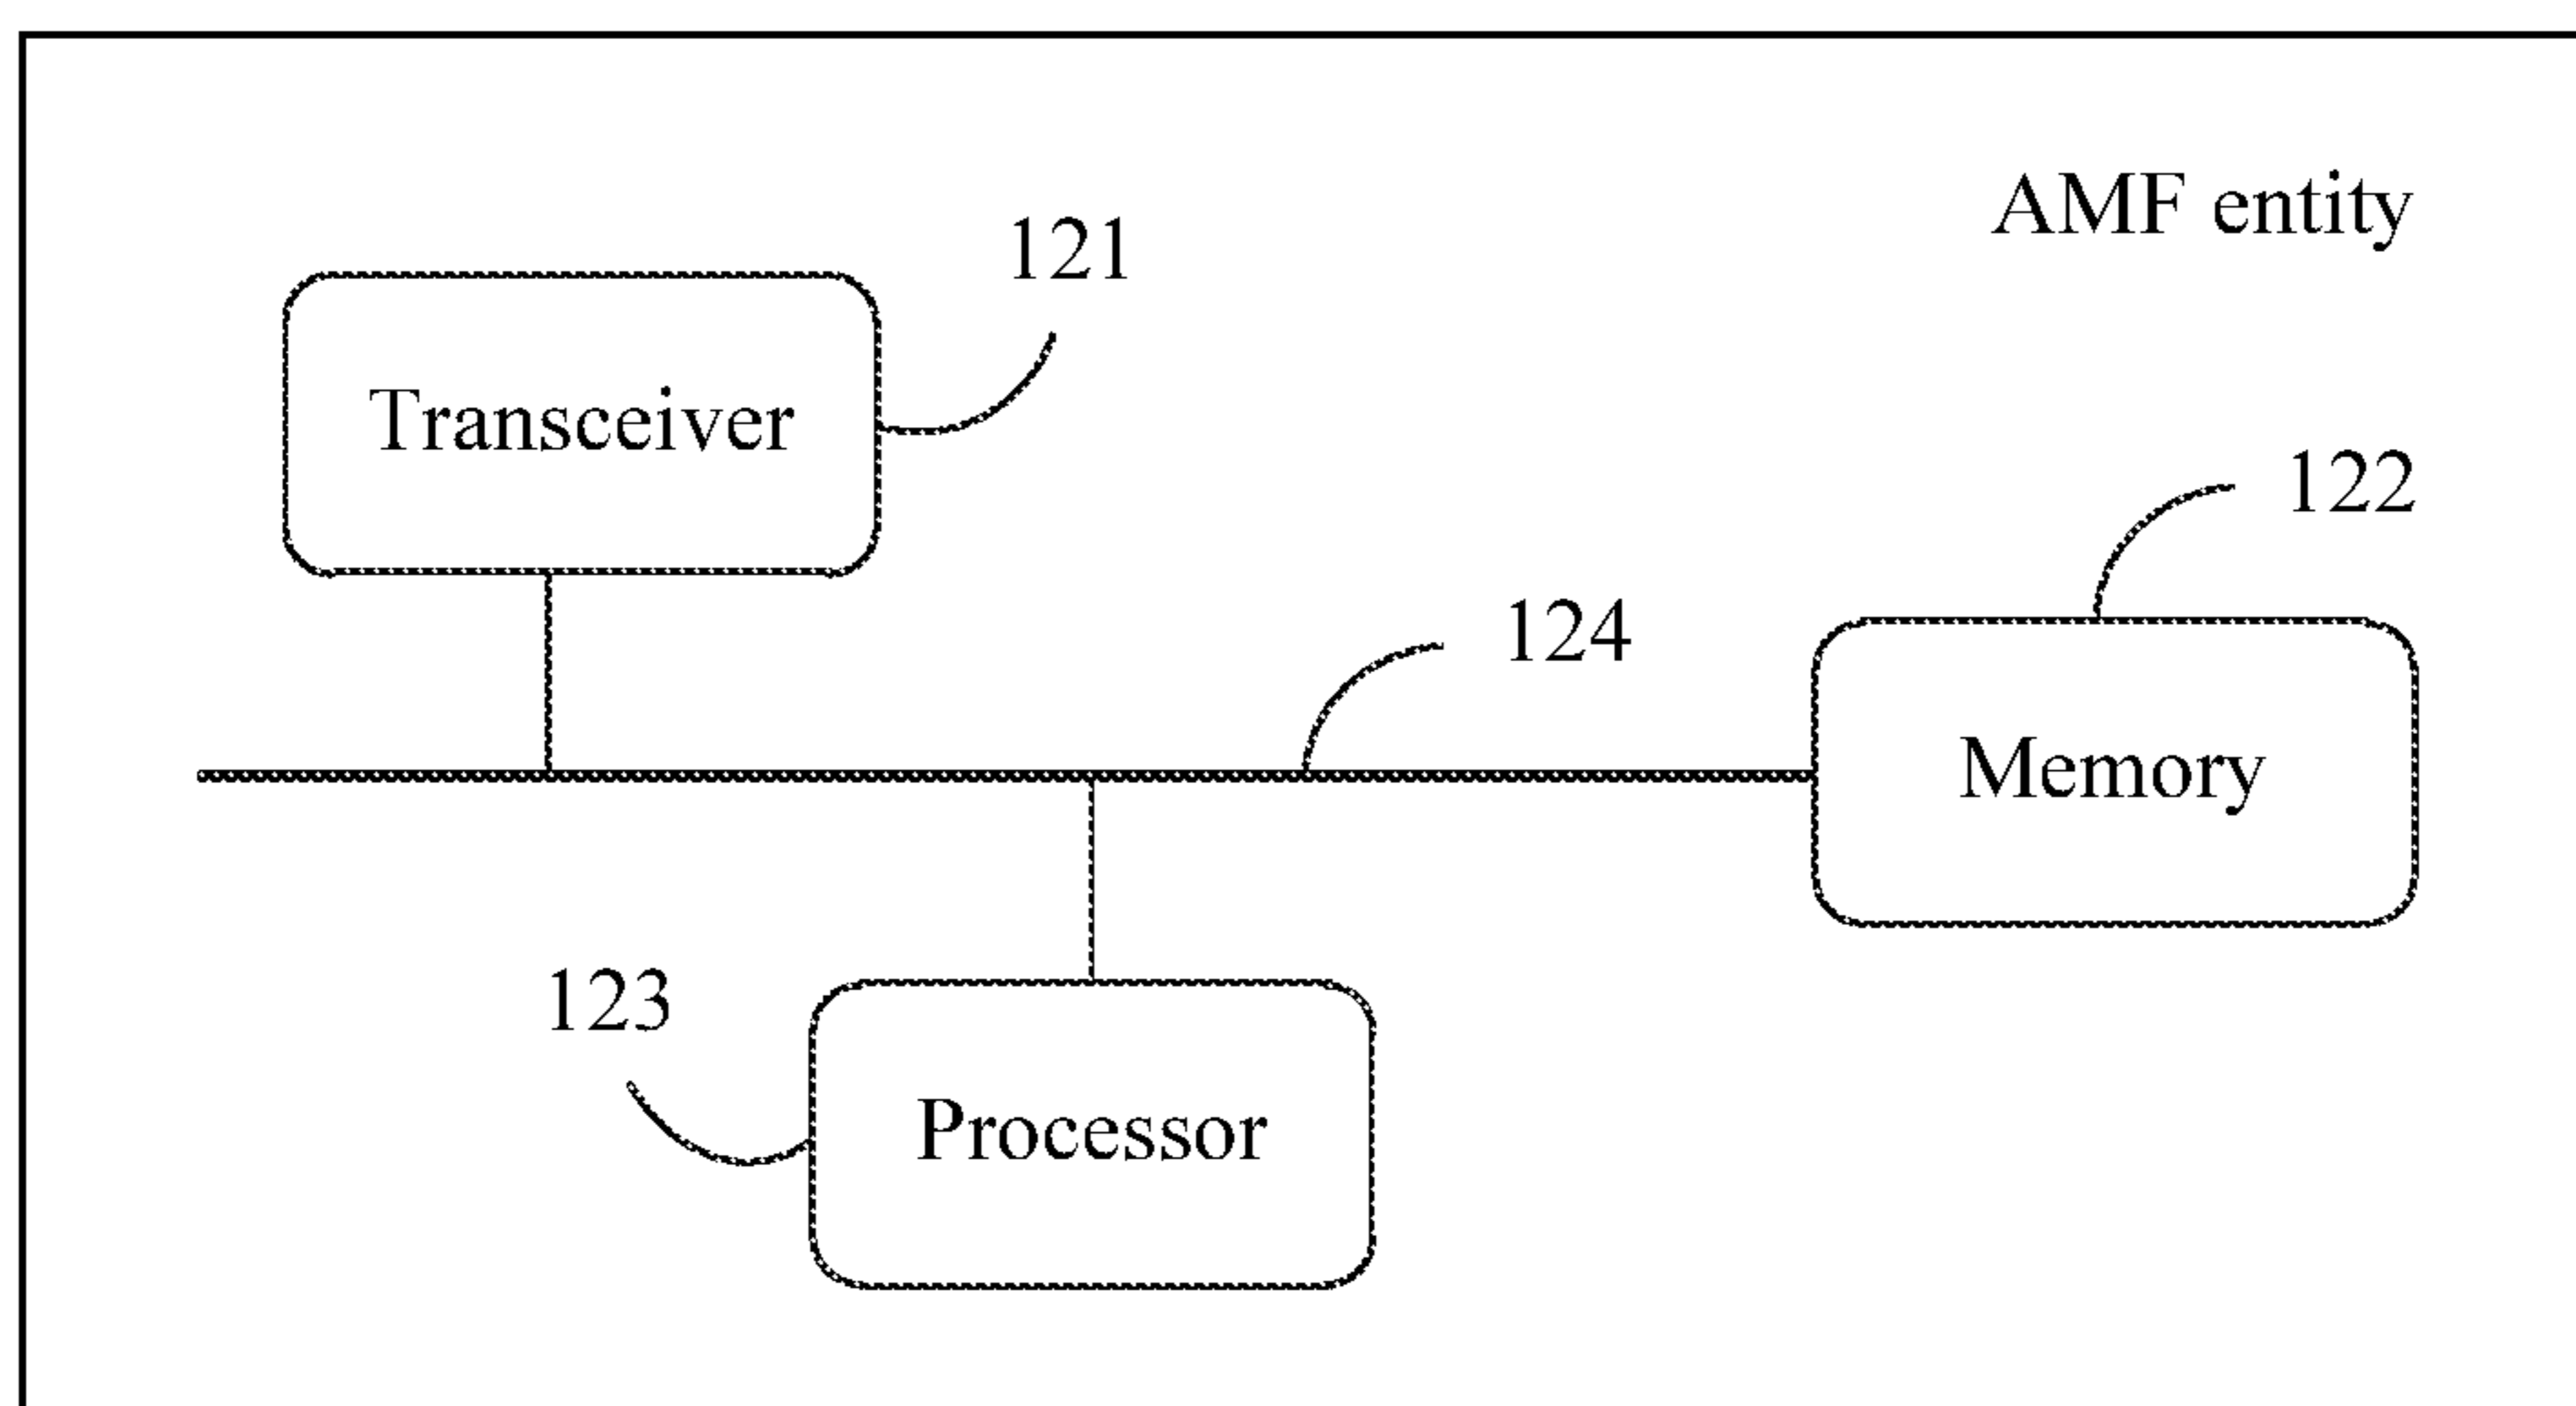 AMF entity
121
Transceiver
122
124
Memory
123
Processor